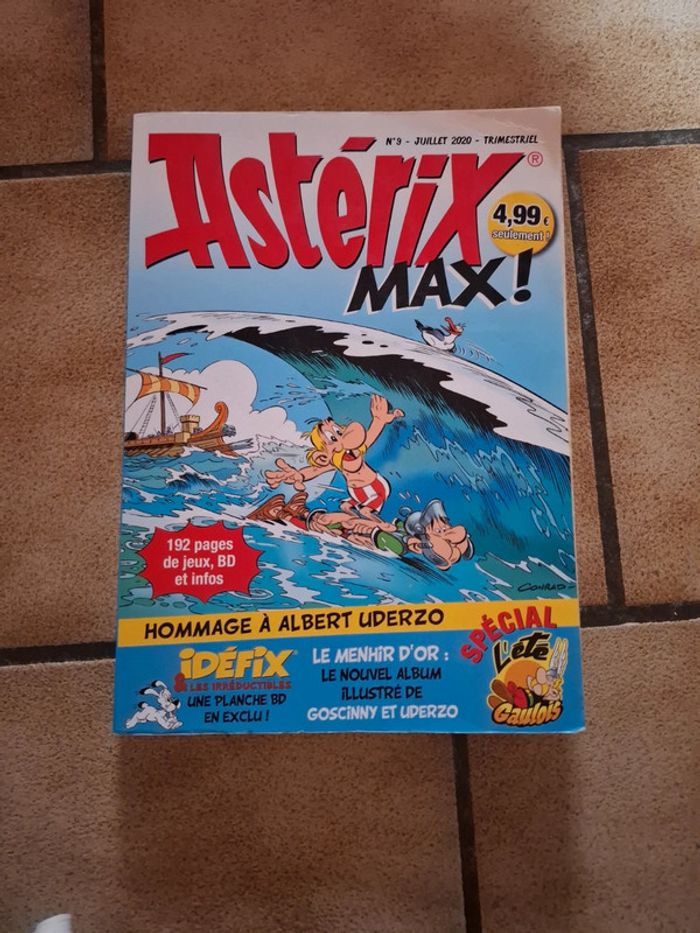 N°9 - JUILLET 2020 - TRIMESTRIEL
Astérix®
MAX!
4,99 €
seulement !
192 pages
de jeux, BD
et infos
CONRAD
HOMMAGE À ALBERT UDERZO
IDÉFIX®
& LES IRRÉDUCTIBLES
UNE PLANCHE BD
EN EXCLU !
LE MENHIR D'OR :
LE NOUVEL ALBUM
ILLUSTRÉ DE
GOSCINNY ET UDERZO
SPÉCIAL
L'été
Gaulois